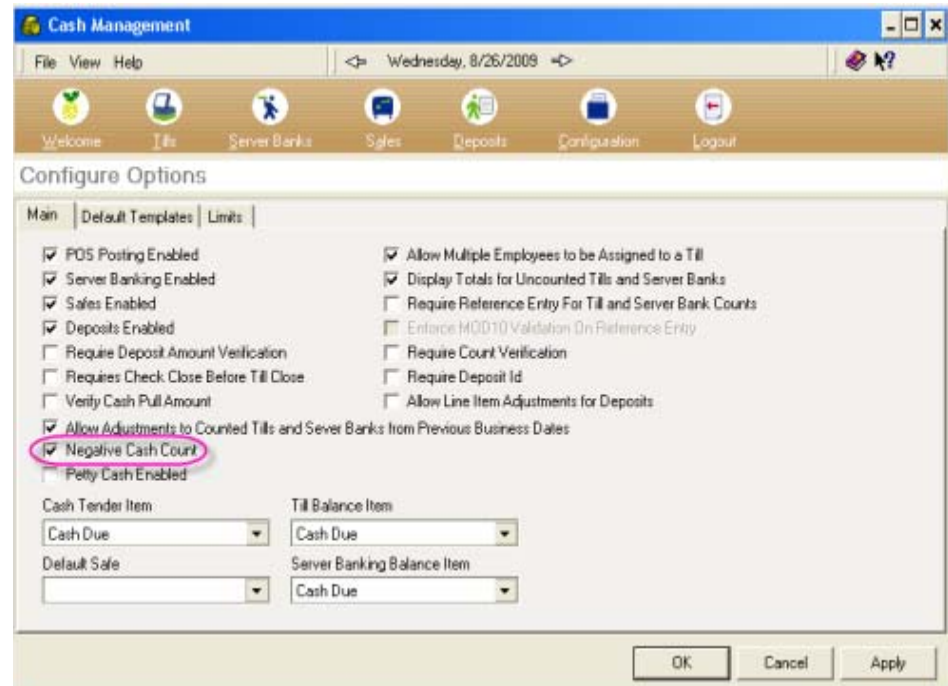 Cash Management
File View Help Wednesday, 8/26/2009
Welcome Tills Server Banks Safes Deposits Configuration Logout
Configure Options
Main Default Templates Limits
POS Posting Enabled Allow Multiple Employees to be Assigned to a Till
Server Banking Enabled Display Totals for Uncounted Tills and Server Banks
Safes Enabled Require Reference Entry For Till and Server Bank Counts
Deposits Enabled Enforce MOD10 Validation On Reference Entry
Require Deposit Amount Verification Require Count Verification
Requires Check Close Before Till Close Require Deposit Id
Verify Cash Pull Amount Allow Line Item Adjustments for Deposits
Allow Adjustments to Counted Tills and Sever Banks from Previous Business Dates
Negative Cash Count
Petty Cash Enabled
Cash Tender Item Till Balance Item
Cash Due Cash Due
Default Safe Server Banking Balance Item
Cash Due
OK Cancel Apply